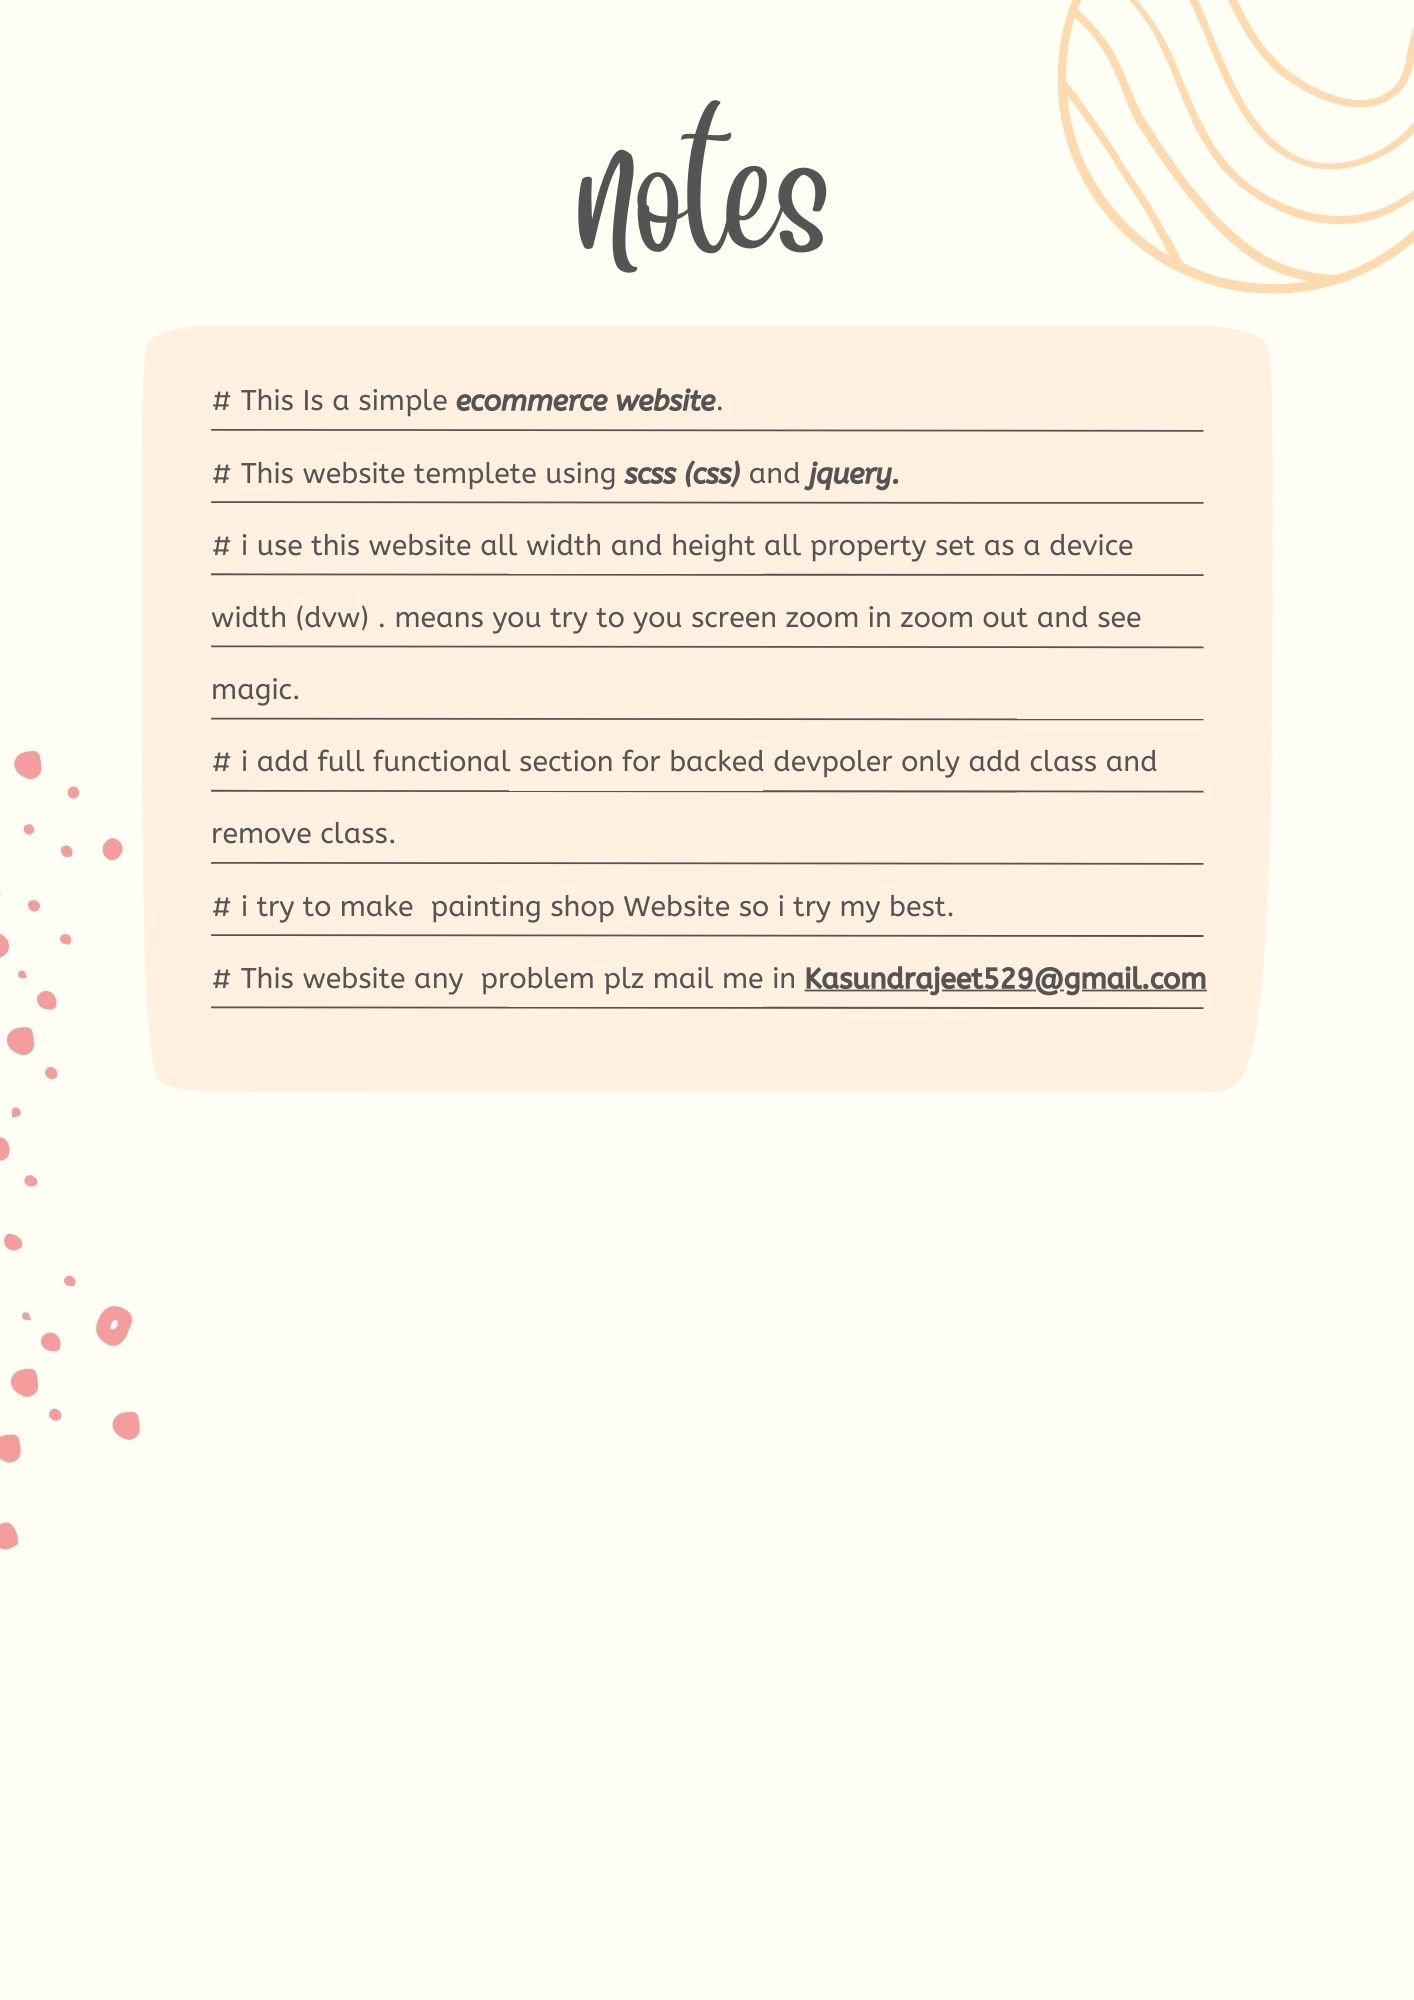 notes
# This Is a simple ecommerce website.
# This website templete using scss (css) and jquery.
# i use this website all width and height all property set as a device
width (dvw) . means you try to you screen zoom in zoom out and see
magic.
# i add full functional section for backed devpoler only add class and
remove class.
# i try to make  painting shop Website so i try my best.
# This website any  problem plz mail me in Kasundrajeet529@gmail.com